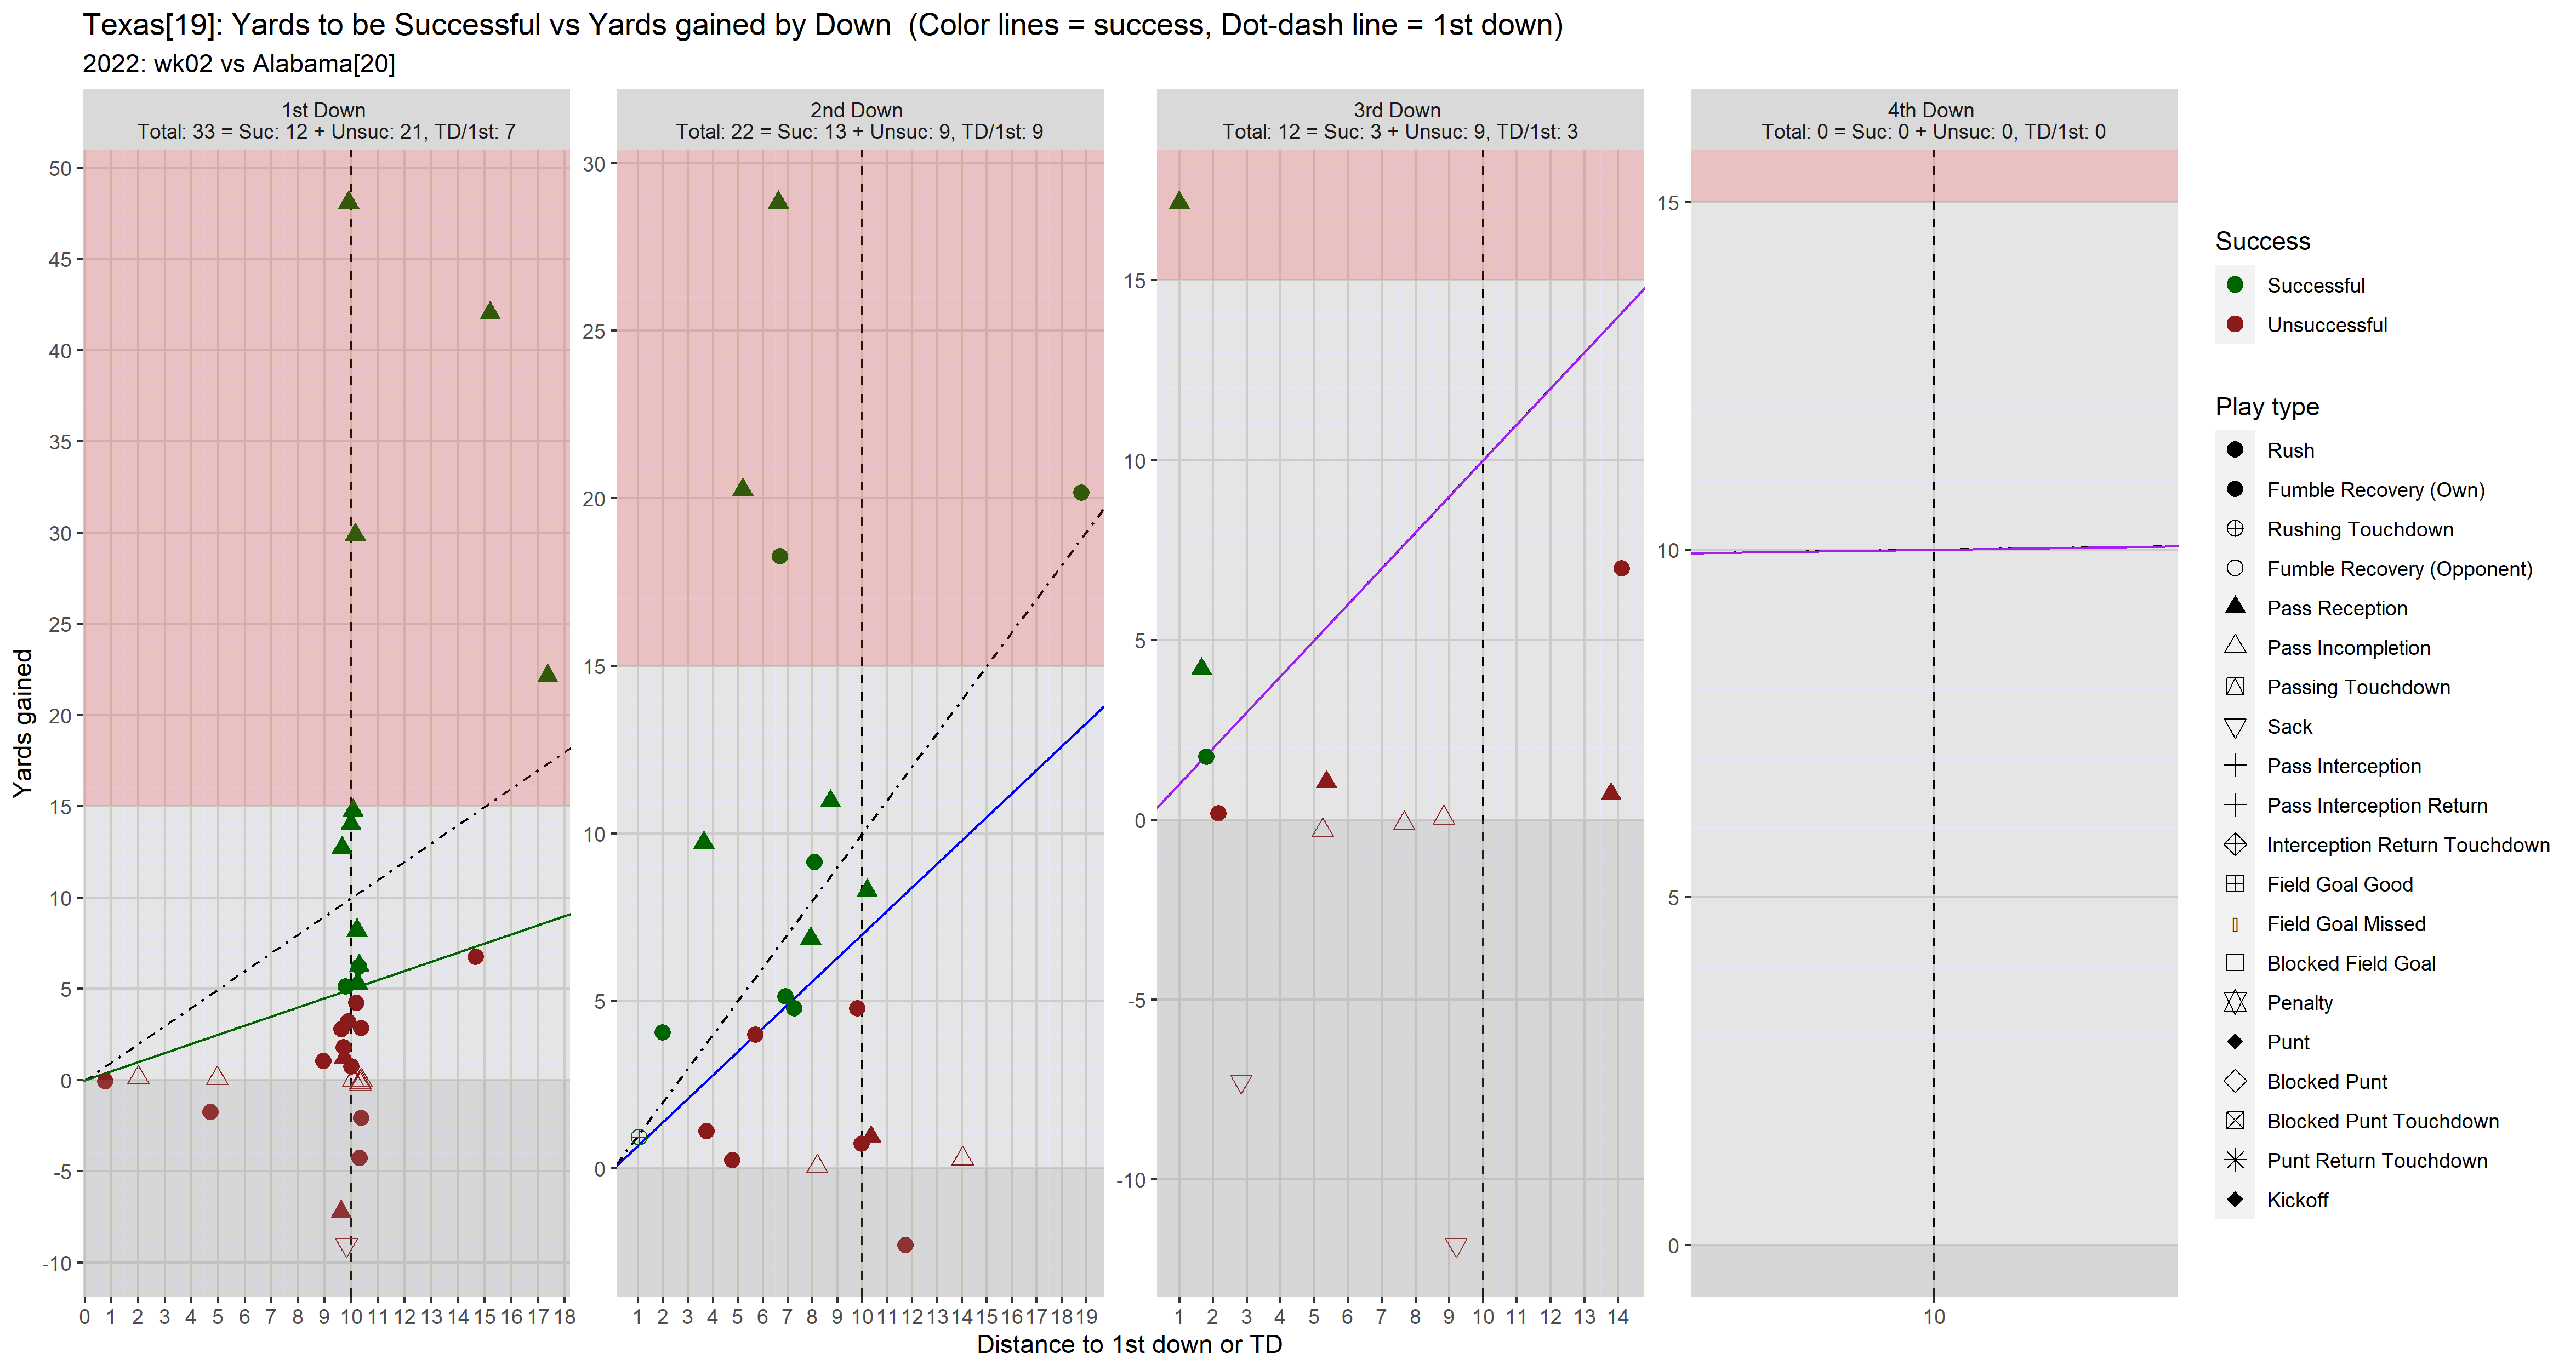 Texas[19]: Yards to be Successful vs Yards gained by Down  (Color lines = success, Dot-dash line = 1st down)
2022: wk02 vs Alabama[20]
1st Down
Total: 33 = Suc: 12 + Unsuc: 21, TD/1st: 7
2nd Down
Total: 22 = Suc: 13 + Unsuc: 9, TD/1st: 9
3rd Down
Total: 12 = Suc: 3 + Unsuc: 9, TD/1st: 3
4th Down
Total: 0 = Suc: 0 + Unsuc: 0, TD/1st: 0
Yards gained
50
45
40
35
30
25
20
15
10
5
0
-5
-10
0 1 2 3 4 5 6 7 8 9 10 11 12 13 14 15 16 17 18
30
25
20
15
10
5
0
1 2 3 4 5 6 7 8 9 10 11 12 13 14 15 16 17 18 19
15
10
5
0
-5
-10
1 2 3 4 5 6 7 8 9 10 11 12 13 14
15
10
5
0
10
Distance to 1st down or TD
Success
Successful
Unsuccessful
Play type
Rush
Fumble Recovery (Own)
Rushing Touchdown
Fumble Recovery (Opponent)
Pass Reception
Pass Incompletion
Passing Touchdown
Sack
Pass Interception
Pass Interception Return
Interception Return Touchdown
Field Goal Good
Field Goal Missed
Blocked Field Goal
Penalty
Punt
Blocked Punt
Blocked Punt Touchdown
Punt Return Touchdown
Kickoff